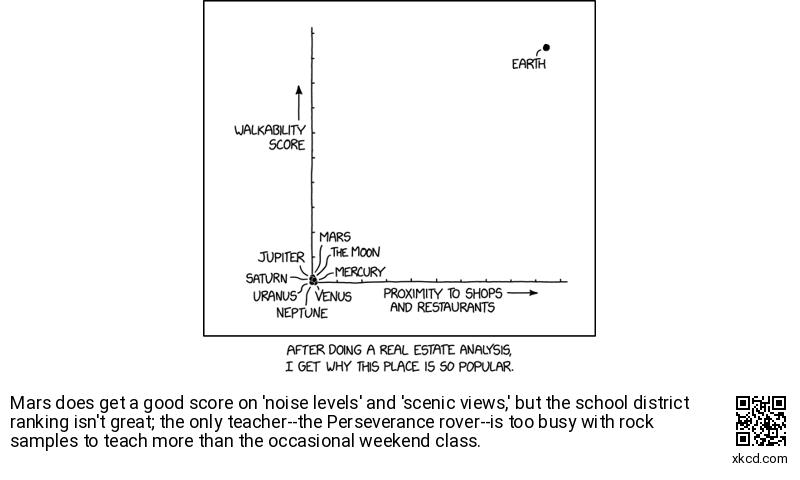 EARTH
WALKABILITY
SCORE
MARS
JUPITER
THE MOON
MERCURY
SATURN
URANUS
VENUS
NEPTUNE
PROXIMITY TO SHOPS
AND RESTAURANTS
AFTER DOING A REAL ESTATE ANALYSIS,
I GET WHY THIS PLACE IS SO POPULAR.
Mars does get a good score on 'noise levels' and 'scenic views,' but the school district
ranking isn't great; the only teacher--the Perseverance rover--is too busy with rock
samples to teach more than the occasional weekend class.
xkcd.com